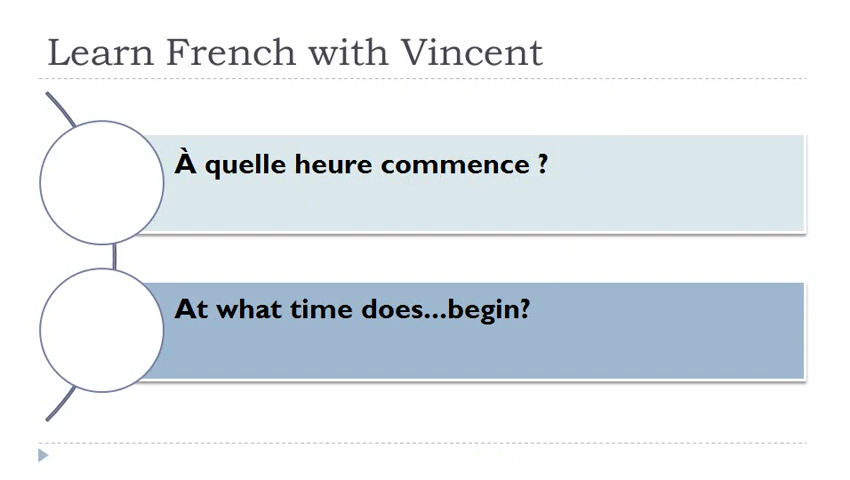 Learn French with Vincent
À quelle heure commence ?
At what time does...begin?